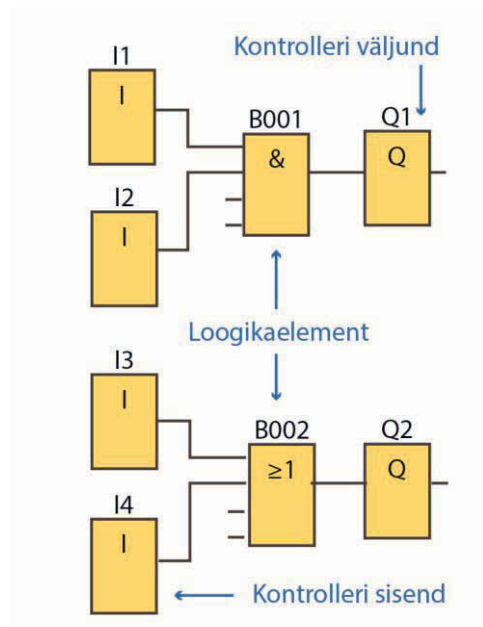 Kontrolleri väljund
I1
I
B001
&
Q1
Q
I2
I
Loogikaelement
I3
I
B002
≥1
Q2
Q
I4
I
Kontrolleri sisend